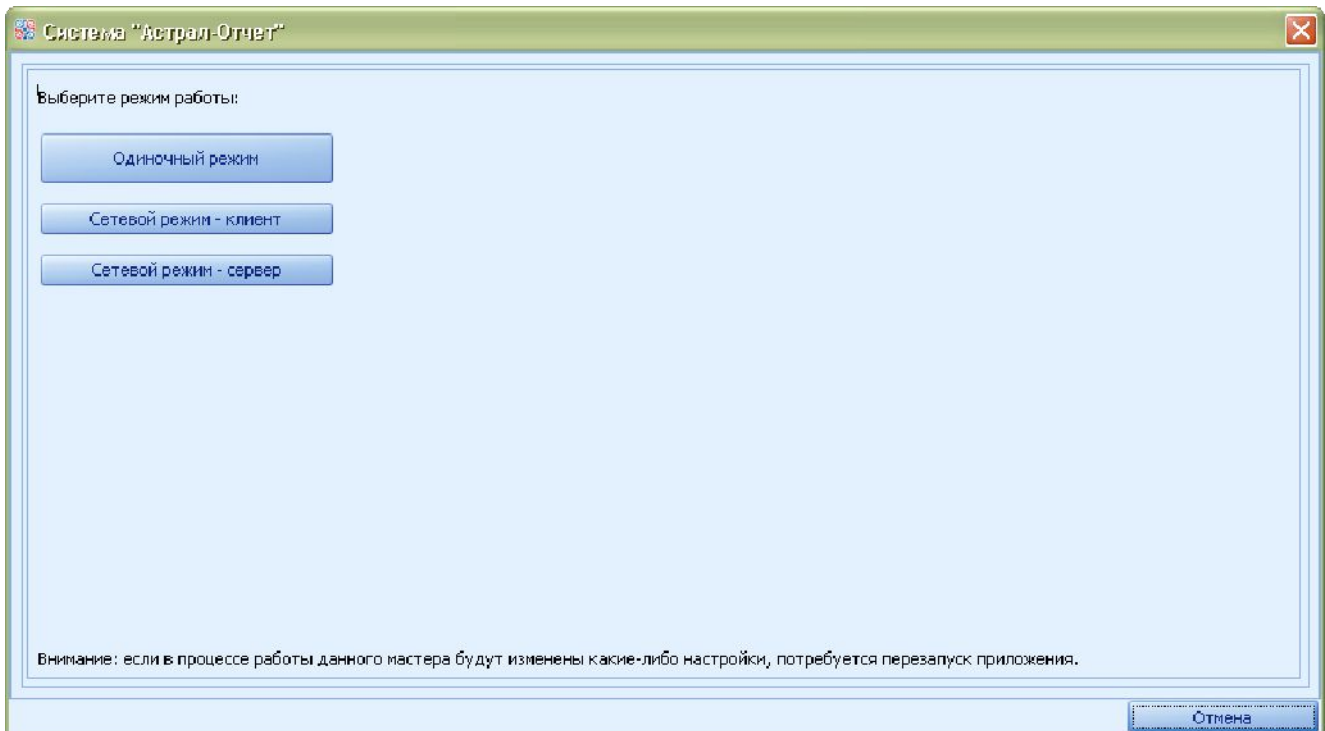 Система "Астрал-Отчет"
Выберите режим работы:
Одиночный режим
Сетевой режим - клиент
Сетевой режим - сервер
Внимание: если в процессе работы данного мастера будут изменены какие-либо настройки, потребуется перезапуск приложения.
Отмена